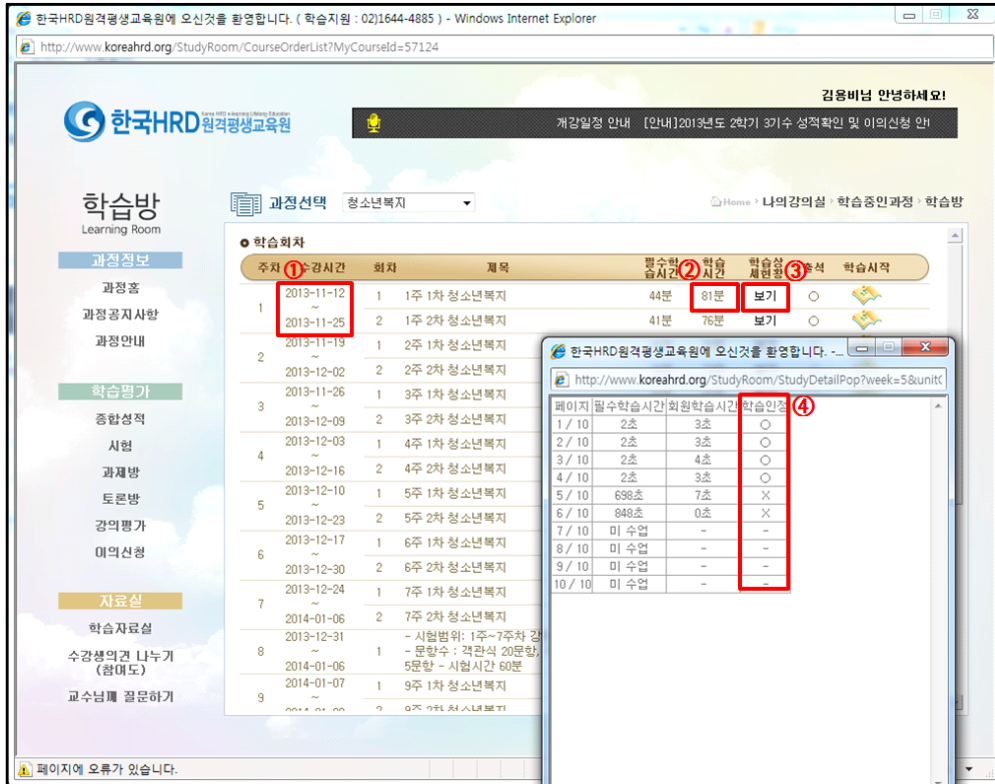 한국HRD원격평생교육원에 오신것을 환영합니다. ( 학습지원 : 02)1644-4885 ) - Windows Internet Explorer
http://www.koreahrd.org/StudyRoom/CourseOrderList?MyCourseId=57124
김용비님 안녕하세요!
한국HRD원격평생교육원
개강일정 안내 [안내]2013년도 2학기 3기수 성적확인 및 이의신청 안
학습방
Learning Room
과정선택 청소년복지
Home > 나의강의실 > 학습중인과정 > 학습방
과정정보
과정홈
과정공지사항
과정안내
학습평가
종합성적
시험
과제방
토론방
강의평가
이의신청
자료실
학습자료실
수강생의견 나누기
(참여도)
교수님께 질문하기
학습회차
주차 ① 수강시간 회차 제목 필수학습시간 ② 학습시간 학습상세현황 ③ 출석 학습시작
1 2013-11-12 ~ 2013-11-25
1 1주 1차 청소년복지 44분 81분 보기 ○
2 1주 2차 청소년복지 41분 76분 보기 ○
2 2013-11-19 ~ 2013-12-02
1 2주 1차 청소년복지
2 2주 2차 청소년복지
3 2013-11-26 ~ 2013-12-09
1 3주 1차 청소년복지
2 3주 2차 청소년복지
4 2013-12-03 ~ 2013-12-16
1 4주 1차 청소년복지
2 4주 2차 청소년복지
5 2013-12-10 ~ 2013-12-23
1 5주 1차 청소년복지
2 5주 2차 청소년복지
6 2013-12-17 ~ 2013-12-30
1 6주 1차 청소년복지
2 6주 2차 청소년복지
7 2013-12-24 ~ 2014-01-06
1 7주 1차 청소년복지
2 7주 2차 청소년복지
8 2013-12-31 ~ 2014-01-06
1 - 시험범위: 1주~7주차 강
- 문항수 : 객관식 20문항,
5문항 - 시험시간 60분
9 2014-01-07 ~
1 9주 1차 청소년복지
2 9주 2차 청소년복지
한국HRD원격평생교육원에 오신것을 환영합니다. -...
http://www.koreahrd.org/StudyRoom/StudyDetailPop?week=5&unit
페이지 필수학습시간 회원학습시간 학습인정 ④
1 / 10 2초 3초 ○
2 / 10 2초 3초 ○
3 / 10 2초 4초 ○
4 / 10 2초 3초 ○
5 / 10 698초 7초 X
6 / 10 848초 0초 X
7 / 10 미 수업 - -
8 / 10 미 수업 - -
9 / 10 미 수업 - -
10 / 10 미 수업 - -
페이지에 오류가 있습니다.